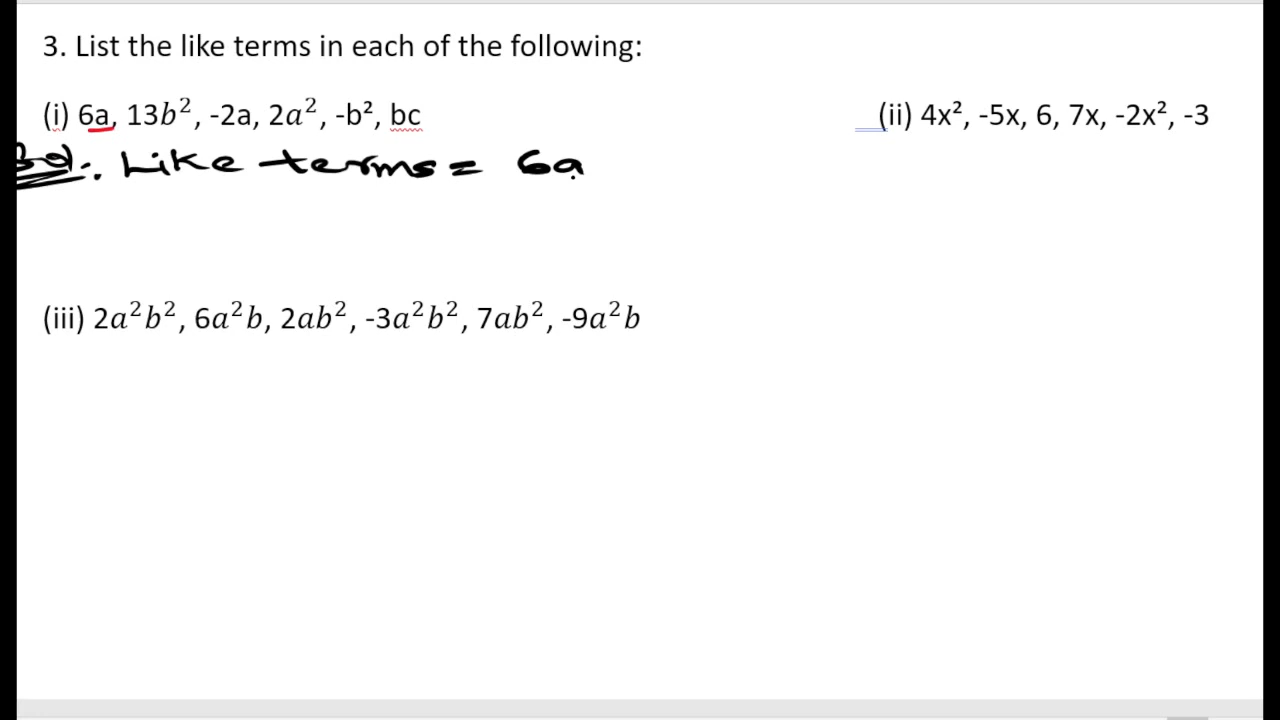 3. List the like terms in each of the following:
(i) 6a, 13b², -2a, 2a², -b², bc
(ii) 4x², -5x, 6, 7x, -2x², -3
Sol:. Like terms = 6a
(iii) 2a²b², 6a²b, 2ab², -3a²b², 7ab², -9a²b